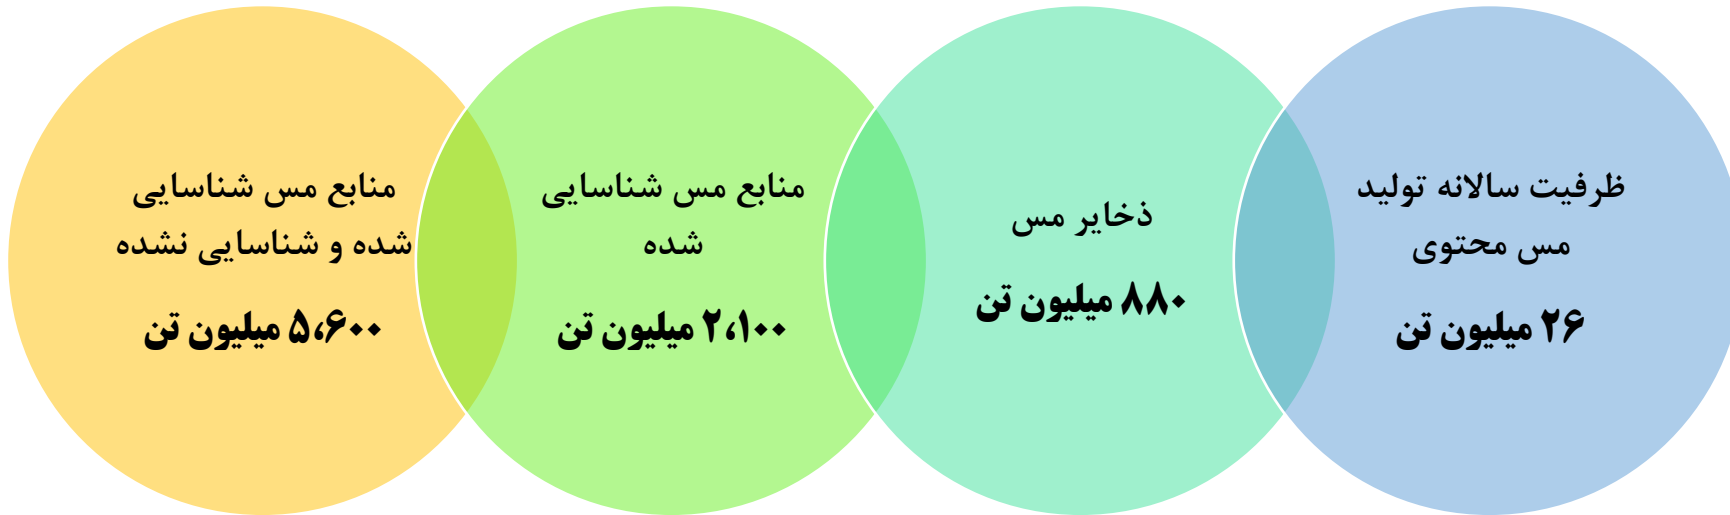 ظرفیت سالانه تولید
مس محتوی
۲۶ میلیون تن
ذخایر مس
۸۸۰ میلیون تن
منابع مس شناسایی
شده
۲،۱۰۰ میلیون تن
منابع مس شناسایی
شده و شناسایی نشده
۵،۶۰۰ میلیون تن